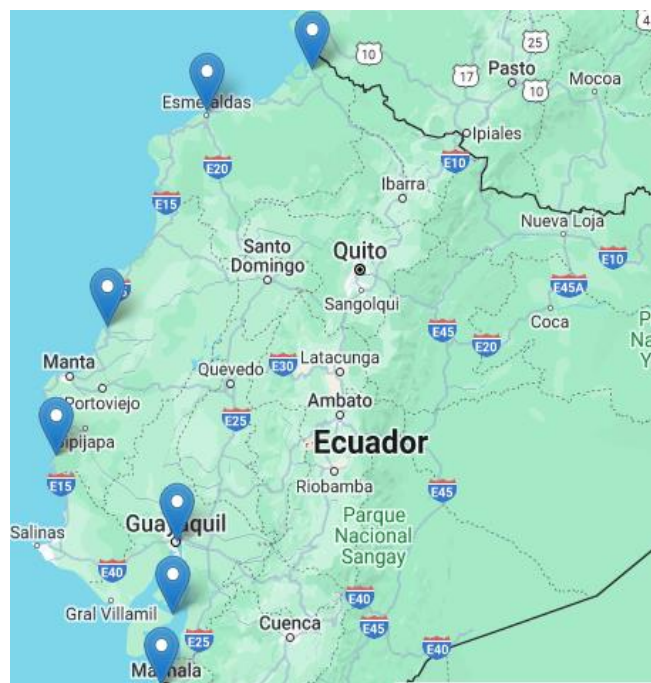 25
10
Pasto
17
10
Mocoa
Esmeraldas
Ipiales
E10
E20
Ibarra
E15
Nueva Loja
Santo
Domingo
Quito
E10
Sangolqui
E45A
Coca
E45
E20
Latacunga
Manta
Quevedo
E30
Portoviejo
Ambato
E25
Jipijapa
Ecuador
E15
Riobamba
E45
Guayaquil
Parque
Nacional
Sangay
Salinas
E40
E40
Gral Villamil
Cuenca
E45
E25
E40
Machala